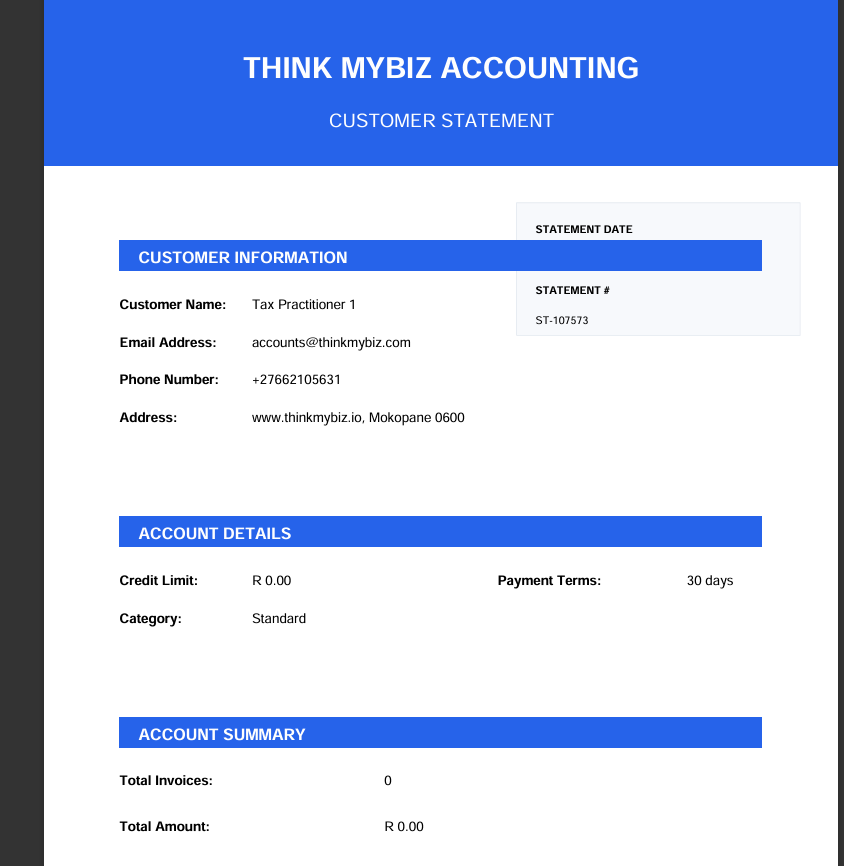 THINK MYBIZ ACCOUNTING
CUSTOMER STATEMENT
STATEMENT DATE
CUSTOMER INFORMATION
STATEMENT #
Customer Name: Tax Practitioner 1
ST-107573
Email Address: accounts@thinkmybiz.com
Phone Number: +27662105631
Address: www.thinkmybiz.io, Mokopane 0600
ACCOUNT DETAILS
Credit Limit: R 0.00 Payment Terms: 30 days
Category: Standard
ACCOUNT SUMMARY
Total Invoices: 0
Total Amount: R 0.00